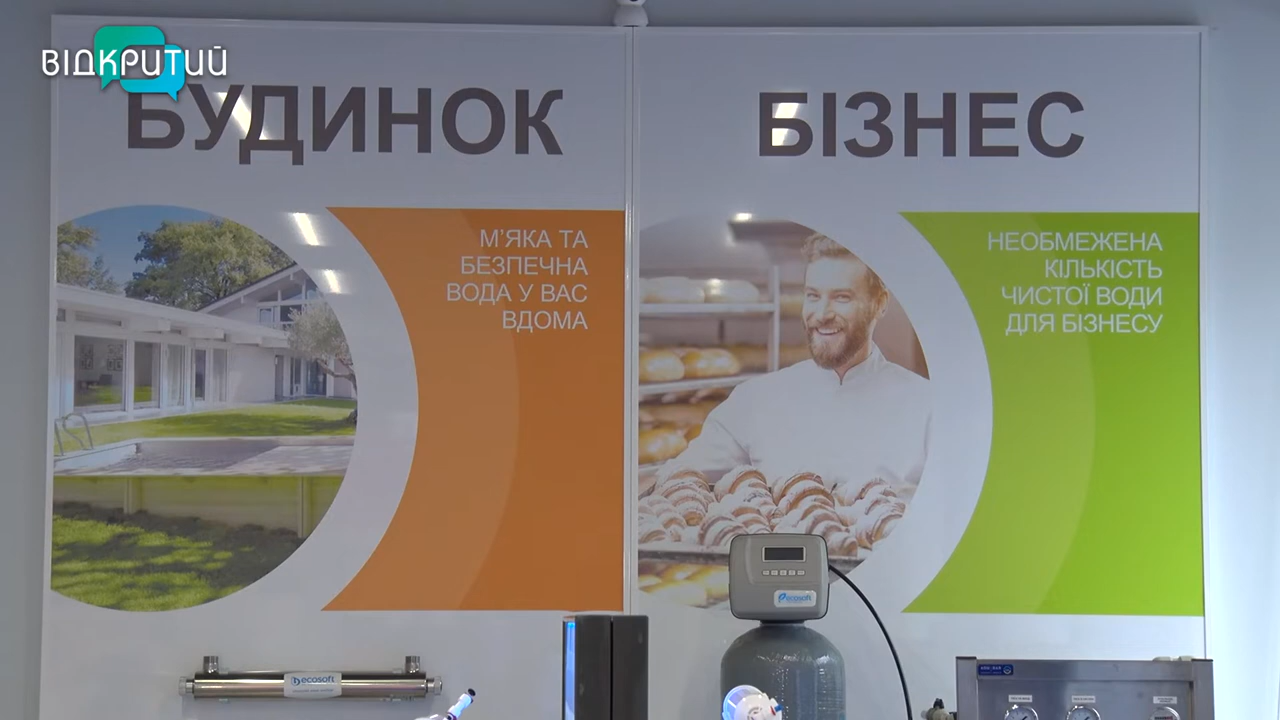 ВІДКРИТИЙ
БУДИНОК
М'ЯКА ТА
БЕЗПЕЧНА
ВОДА У ВАС
ВДОМА
БІЗНЕС
НЕОБМЕЖЕНА
КІЛЬКІСТЬ
ЧИСТОЇ ВОДИ
ДЛЯ БІЗНЕСУ
ecosoft
ecosoft